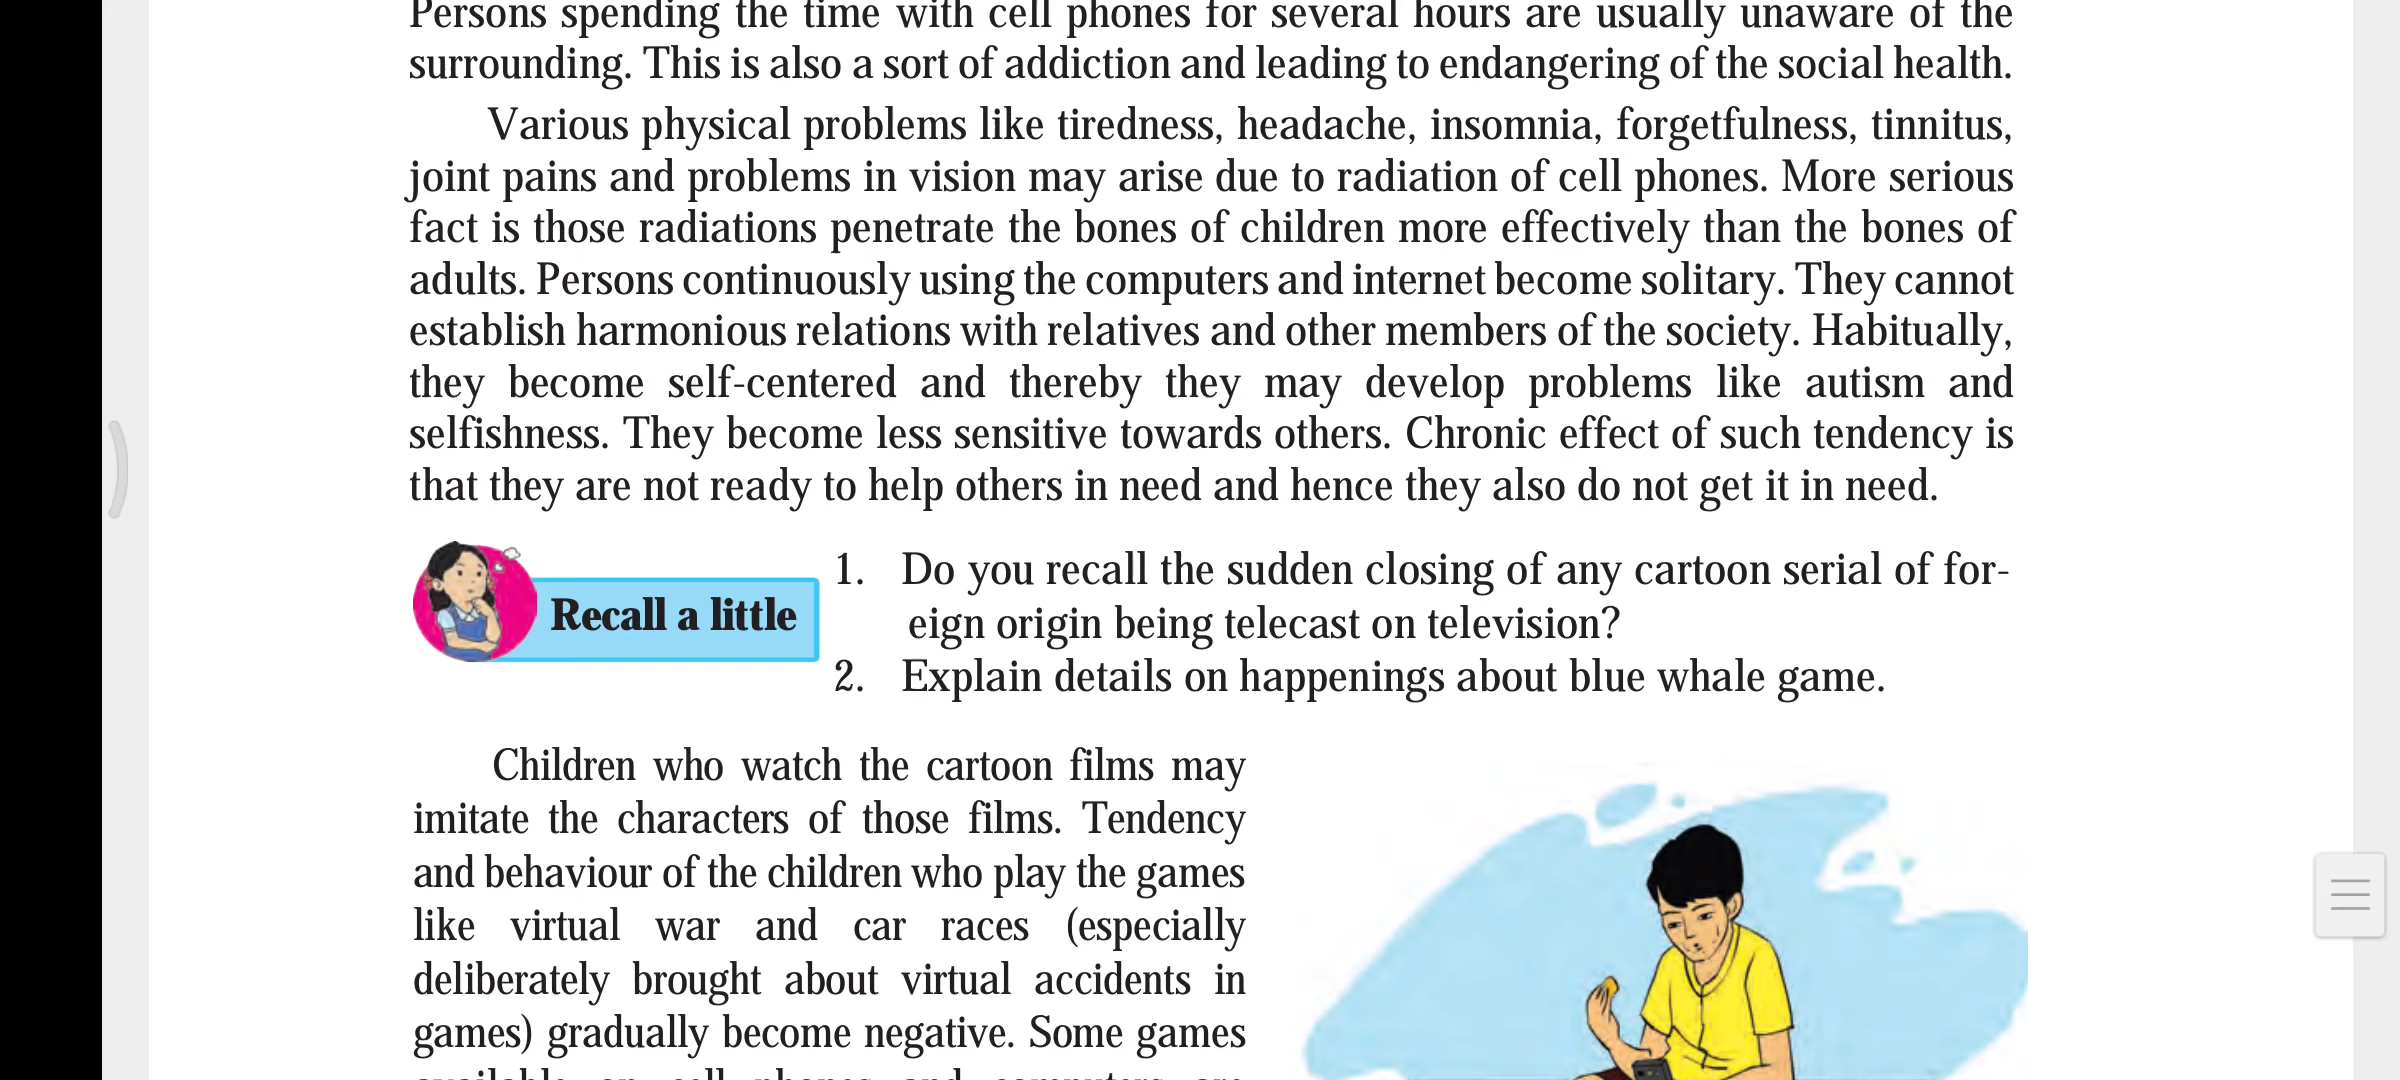 Persons spending the time with cell phones for several hours are usually unaware of the
surrounding. This is also a sort of addiction and leading to endangering of the social health.
Various physical problems like tiredness, headache, insomnia, forgetfulness, tinnitus,
joint pains and problems in vision may arise due to radiation of cell phones. More serious
fact is those radiations penetrate the bones of children more effectively than the bones of
adults. Persons continuously using the computers and internet become solitary. They cannot
establish harmonious relations with relatives and other members of the society. Habitually,
they become self-centered and thereby they may develop problems like autism and
selfishness. They become less sensitive towards others. Chronic effect of such tendency is
that they are not ready to help others in need and hence they also do not get it in need.
Recall a little
1. Do you recall the sudden closing of any cartoon serial of for-
eign origin being telecast on television?
2. Explain details on happenings about blue whale game.
Children who watch the cartoon films may
imitate the characters of those films. Tendency
and behaviour of the children who play the games
like virtual war and car races (especially
deliberately brought about virtual accidents in
games) gradually become negative. Some games
available on cell phones and computers are